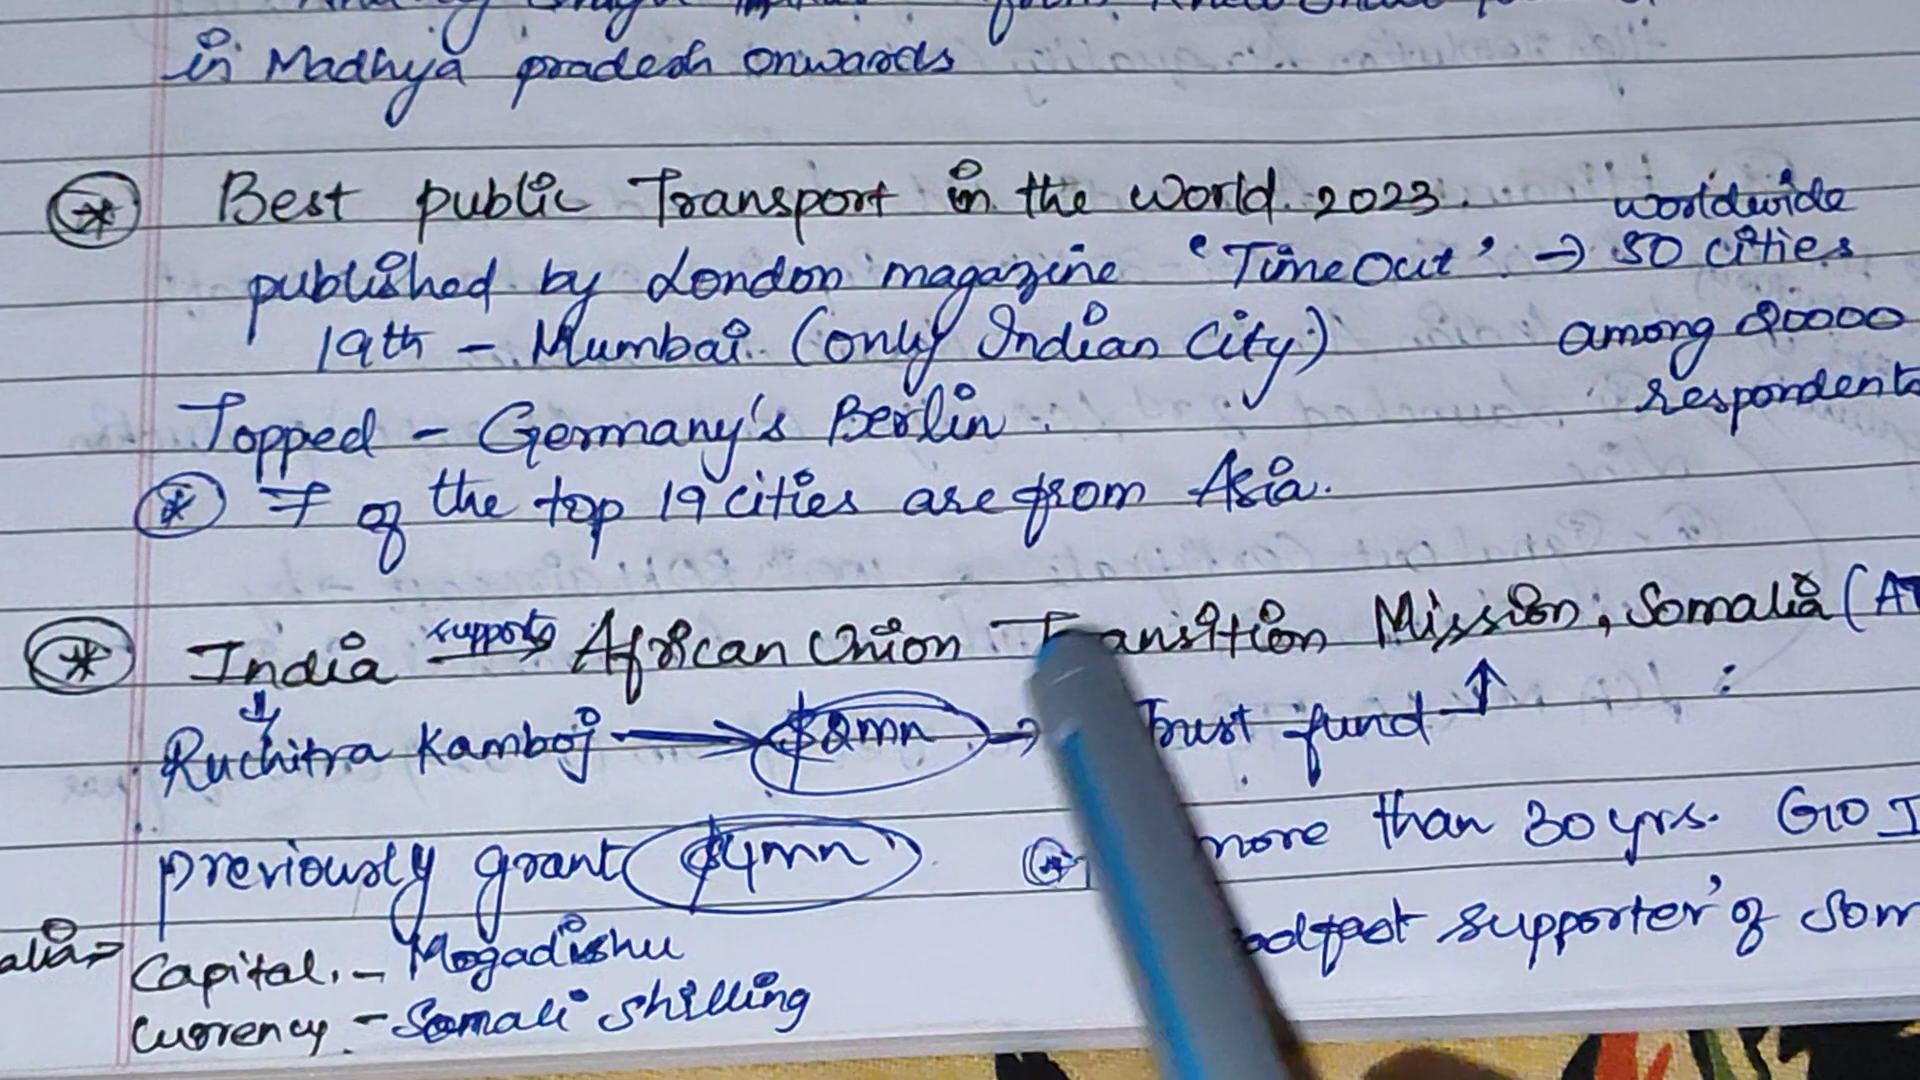 in Madhya pradesh onwards
Best public Transport in the world 2023.
worldwide
published by London magazine 'TimeOut' → 50 cities
19th - Mumbai (only Indian City)
among 20000
respondents
Topped - Germany's Berlin.
7 of the top 19 cities are from Asia.
India supports African Union Transition Mission, Somalia (AT
Ruchitra Kamboj → $2mn → Trust fund
previously grant $4mn
more than 30 yrs. GOI
supporter of Som
Capital - Mogadishu
Currency - Somali shilling